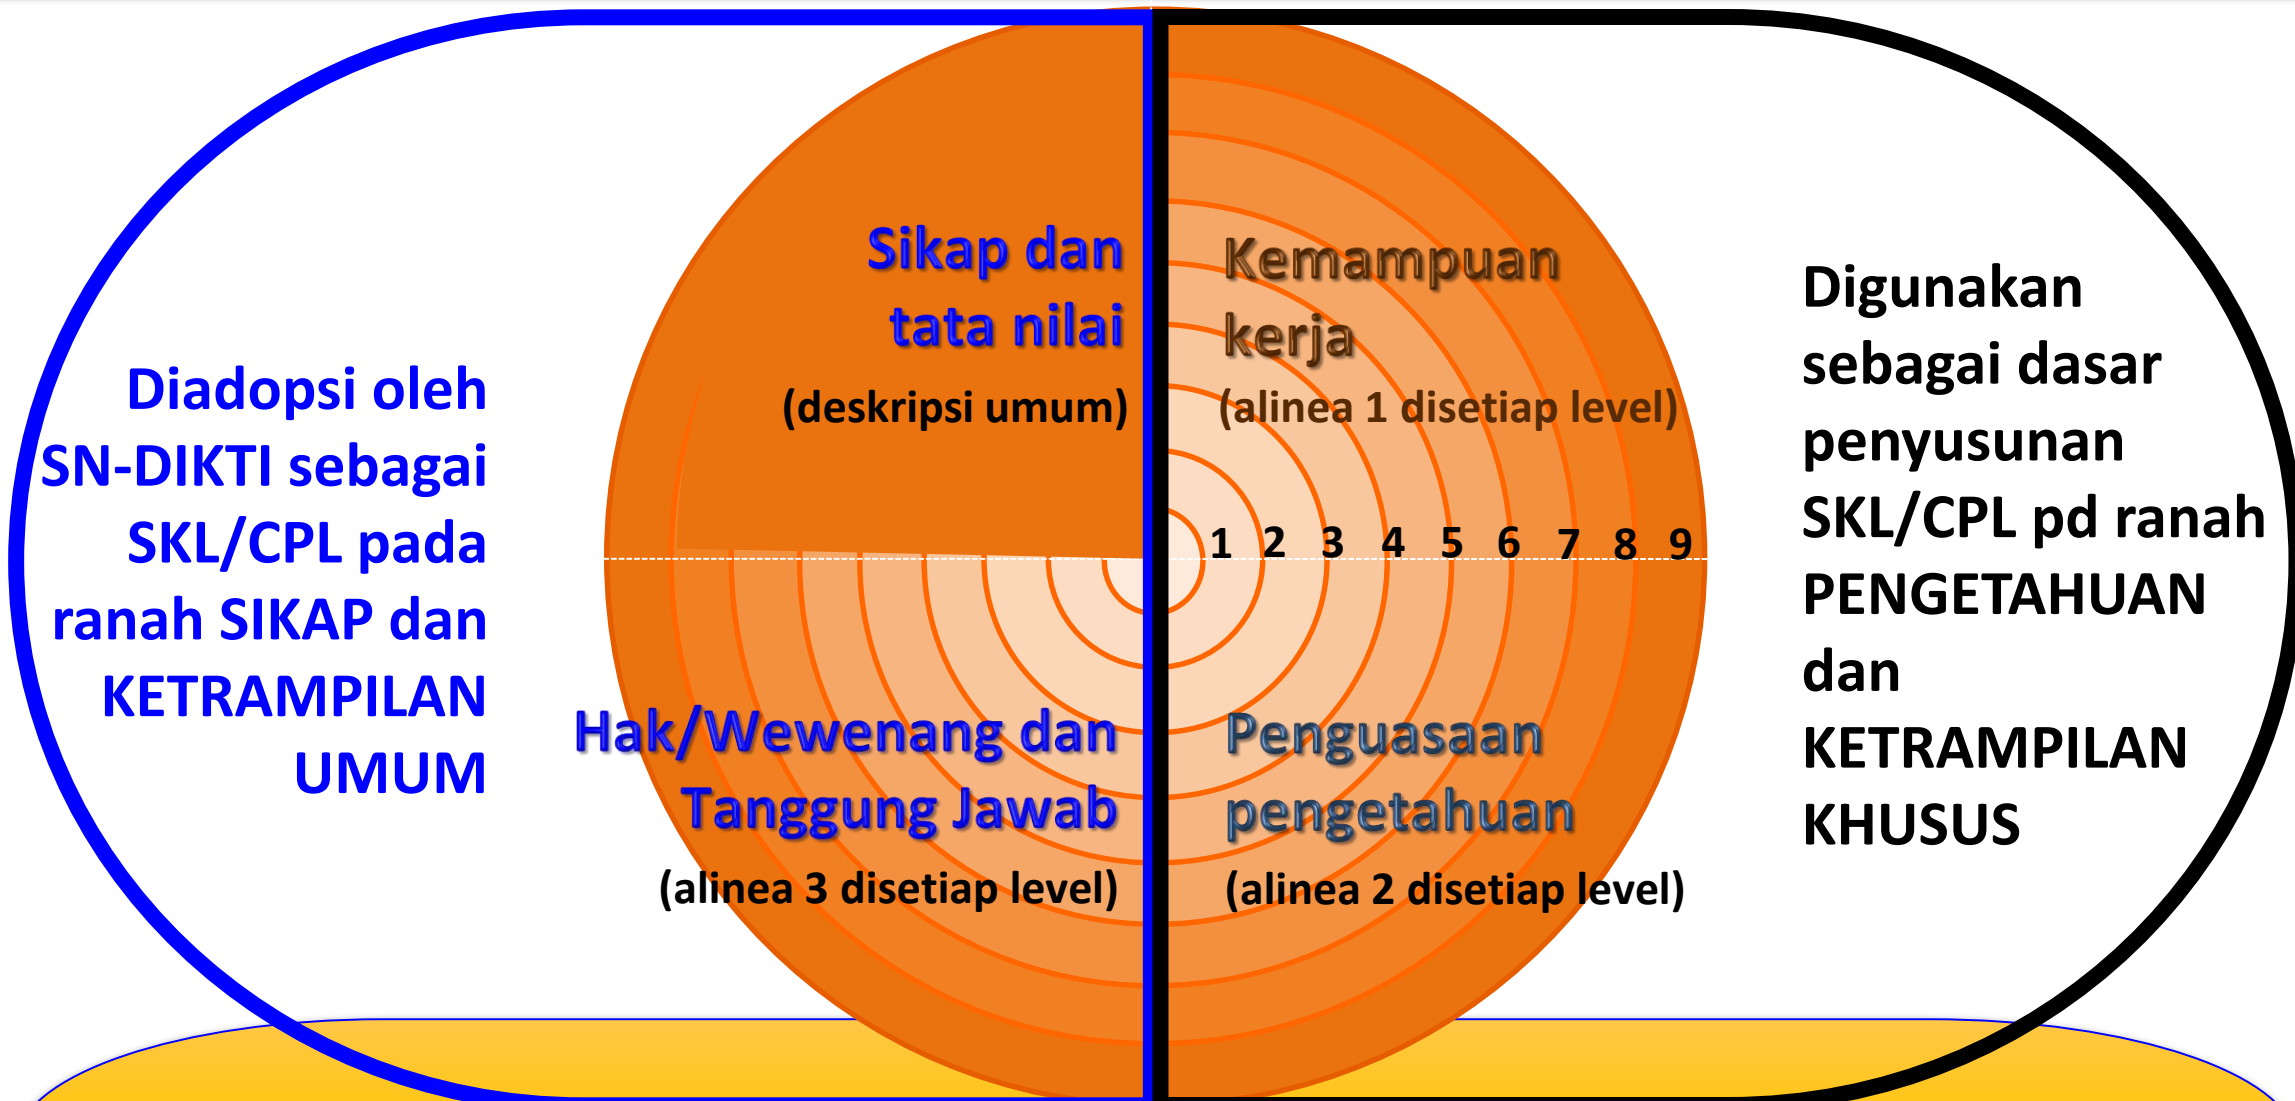 Diadopsi oleh
SN-DIKTI sebagai
SKL/CPL pada
ranah SIKAP dan
KETRAMPILAN
UMUM
Sikap dan
tata nilai
(deskripsi umum)
Hak/Wewenang dan
Tanggung Jawab
(alinea 3 disetiap level)
Kemampuan
kerja
(alinea 1 disetiap level)
1 2 3 4 5 6 7 8 9
Penguasaan
pengetahuan
(alinea 2 disetiap level)
Digunakan
sebagai dasar
penyusunan
SKL/CPL pd ranah
PENGETAHUAN
dan
KETRAMPILAN
KHUSUS